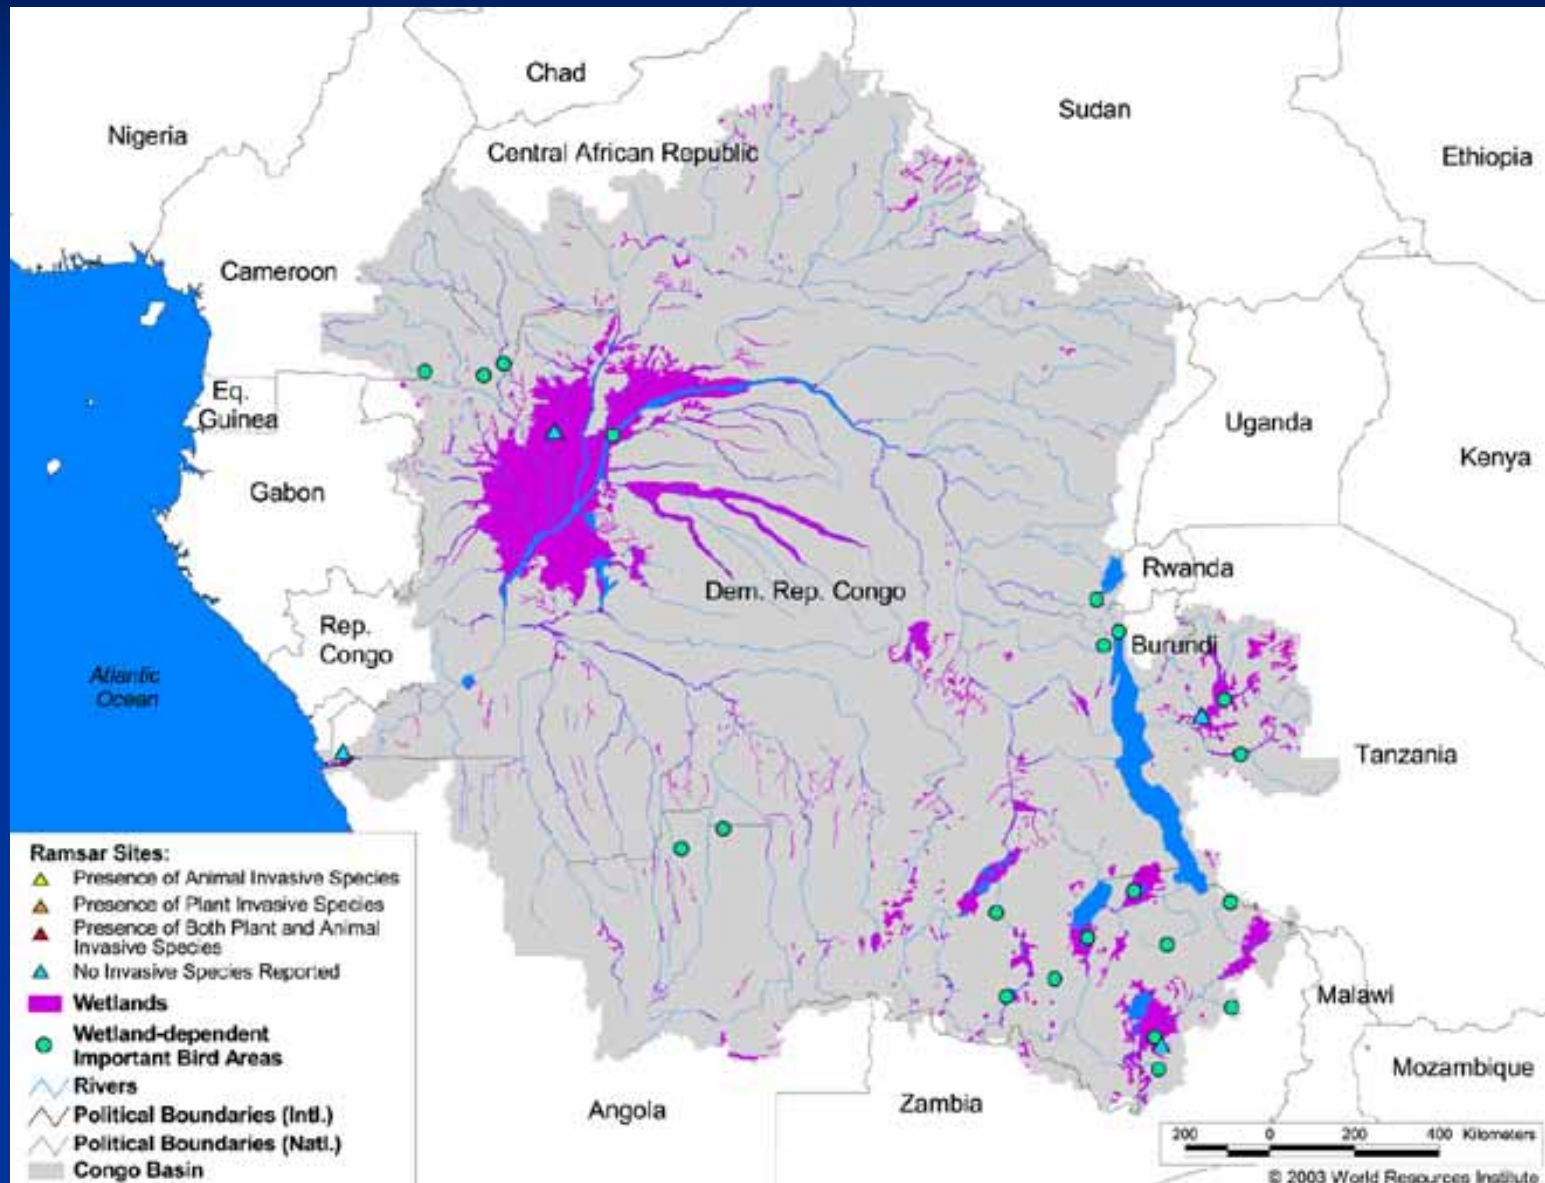 Chad
Sudan
Nigeria
Central African Republic
Ethiopia
Cameroon
Eq.
Guinea
Uganda
Kenya
Gabon
Rwanda
Dem. Rep. Congo
Rep.
Congo
Burundi
Atlantic
Ocean
Tanzania
Malawi
Mozambique
Angola
Zambia
Ramsar Sites:
Presence of Animal Invasive Species
Presence of Plant Invasive Species
Presence of Both Plant and Animal
Invasive Species
No Invasive Species Reported
Wetlands
Wetland-dependent
Important Bird Areas
Rivers
Political Boundaries (Intl.)
Political Boundaries (Natl.)
Congo Basin
200 0 200 400 Kilometers
© 2003 World Resources Institute